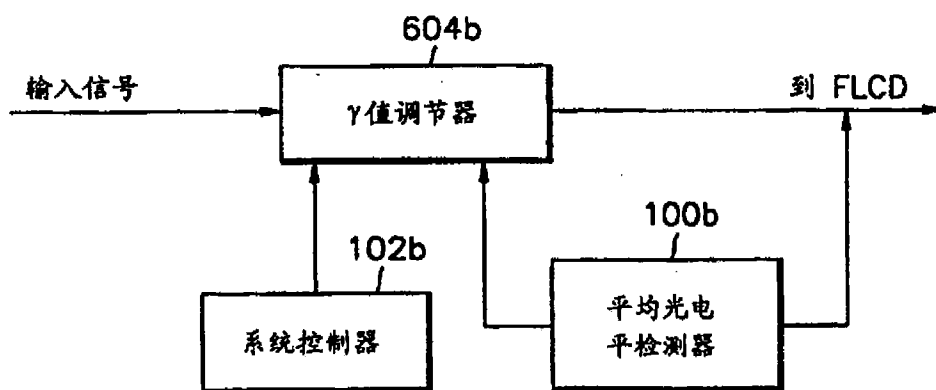 604b
输入信号
γ值调节器
到 FLCD
102b
100b
系统控制器
平均光电
平检测器